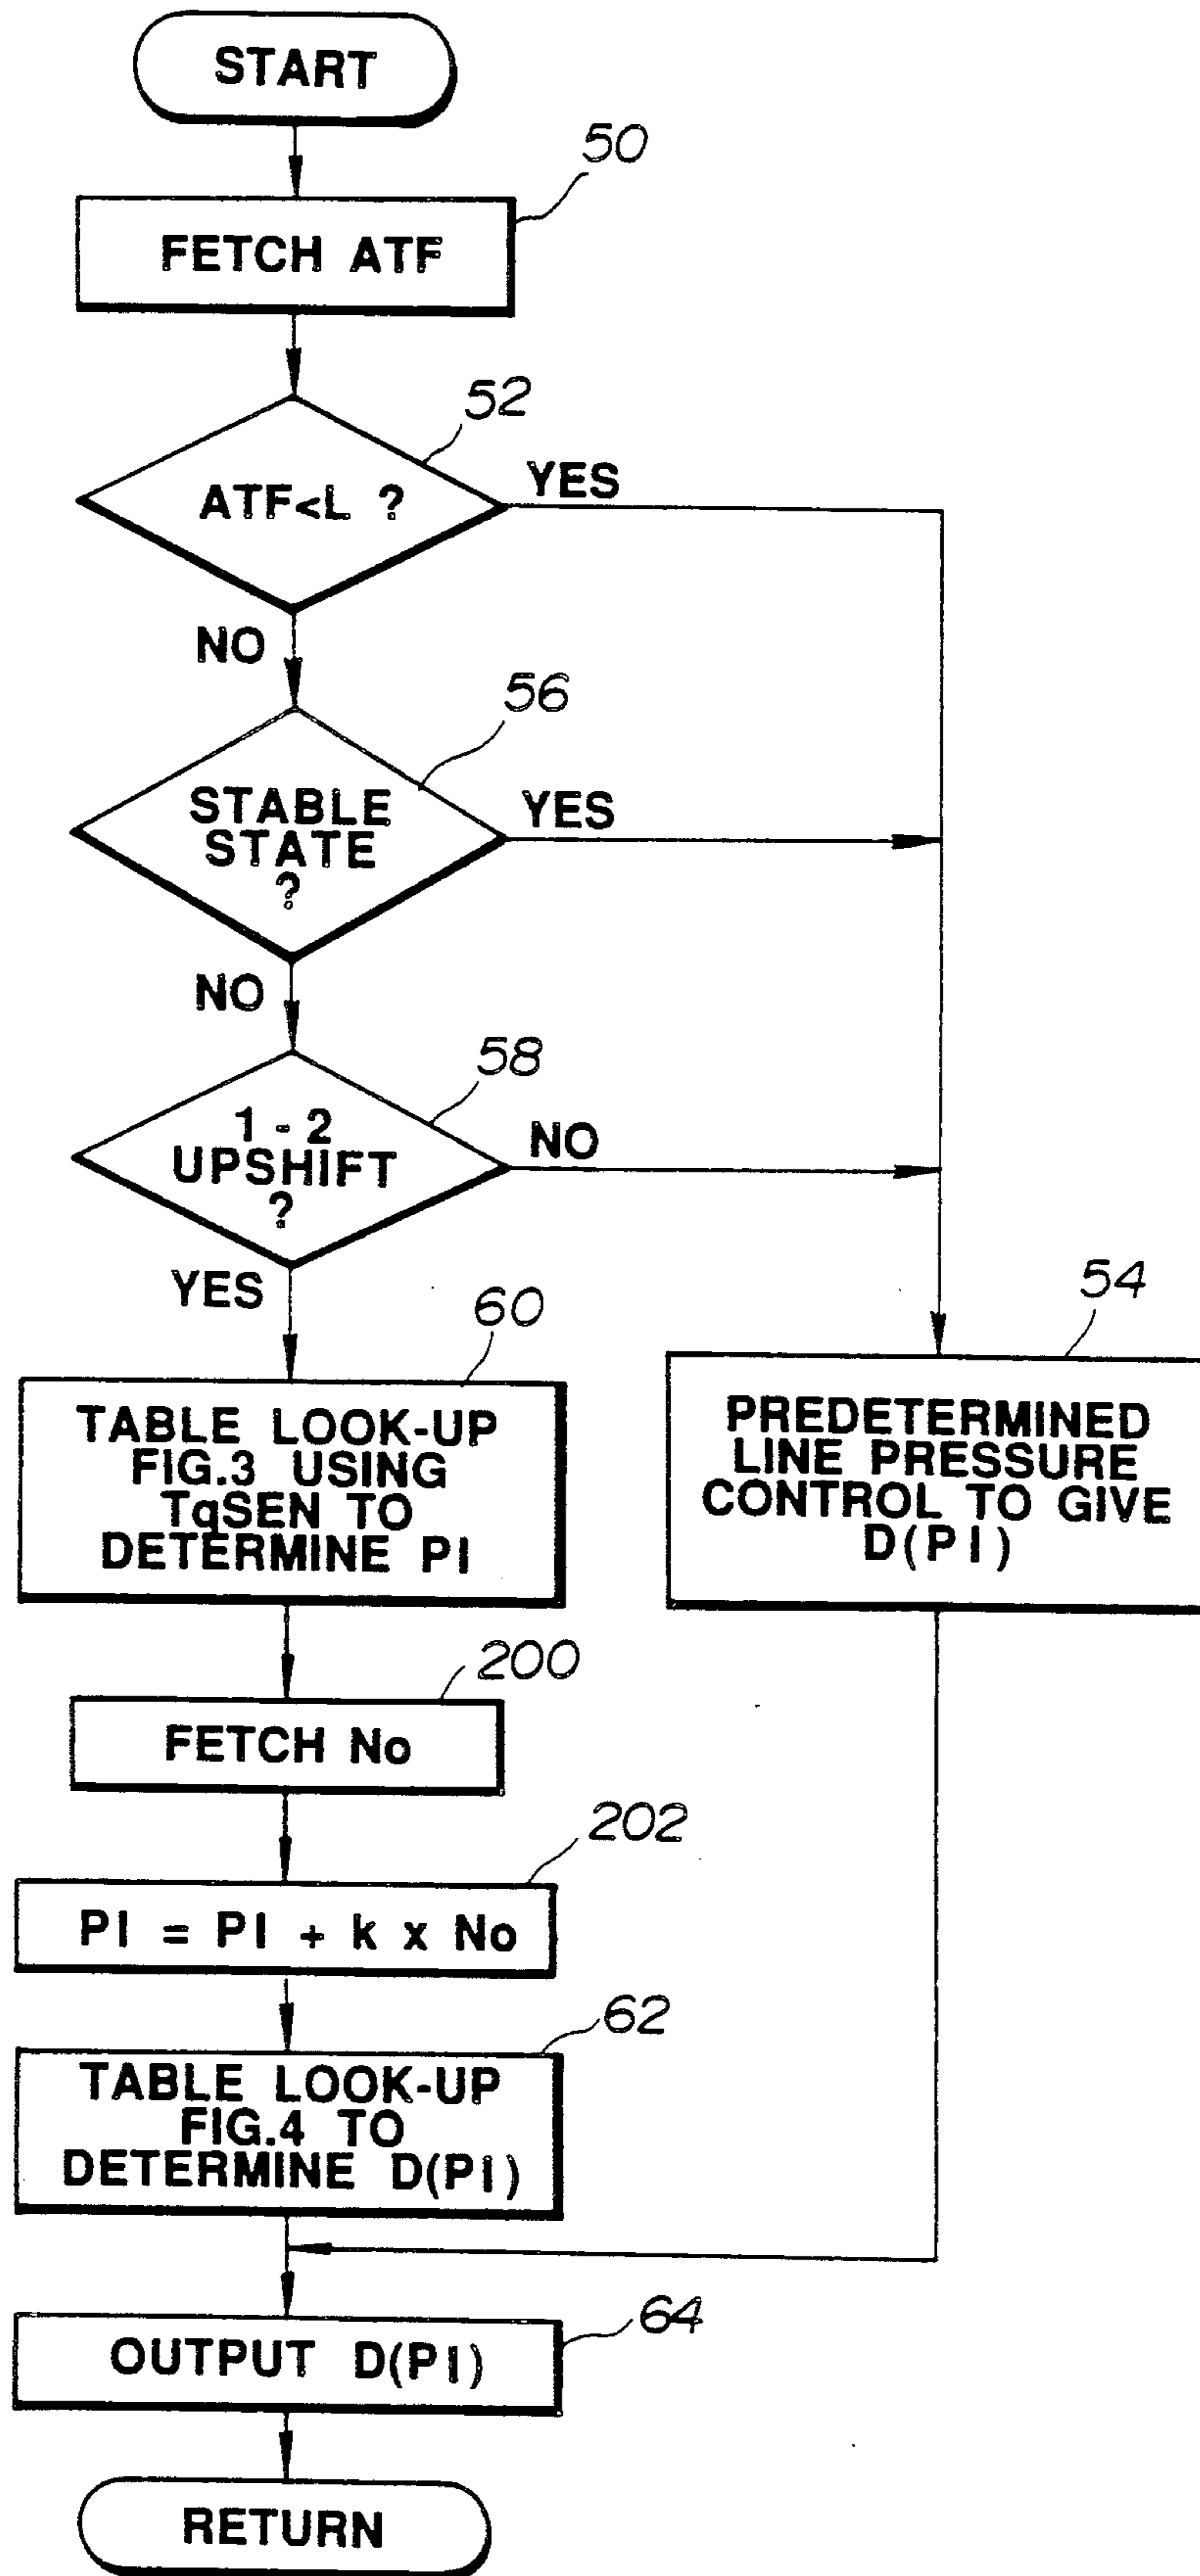 START
50
FETCH ATF
52
ATF<L ?
YES
NO
56
STABLE
STATE
?
YES
NO
58
1 - 2
UPSHIFT
?
NO
YES
60
TABLE LOOK-UP
FIG.3 USING
TqSEN TO
DETERMINE PI
54
PREDETERMINED
LINE PRESSURE
CONTROL TO GIVE
D(PI)
200
FETCH No
202
PI = PI + k x No
62
TABLE LOOK-UP
FIG.4 TO
DETERMINE D(PI)
64
OUTPUT D(PI)
RETURN